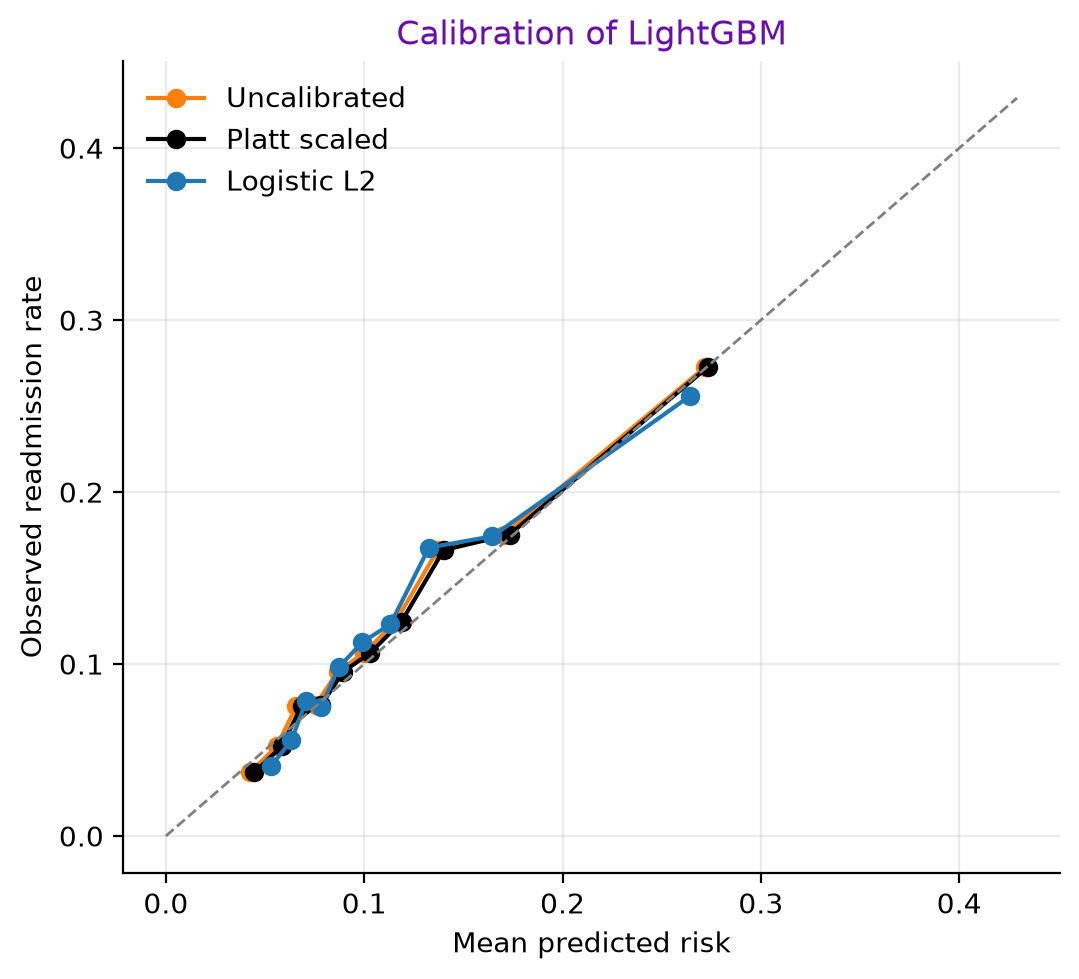 Calibration of LightGBM
Uncalibrated
Platt scaled
Logistic L2
Observed readmission rate
0.4
0.3
0.2
0.1
0.0
0.0 0.1 0.2 0.3 0.4
Mean predicted risk